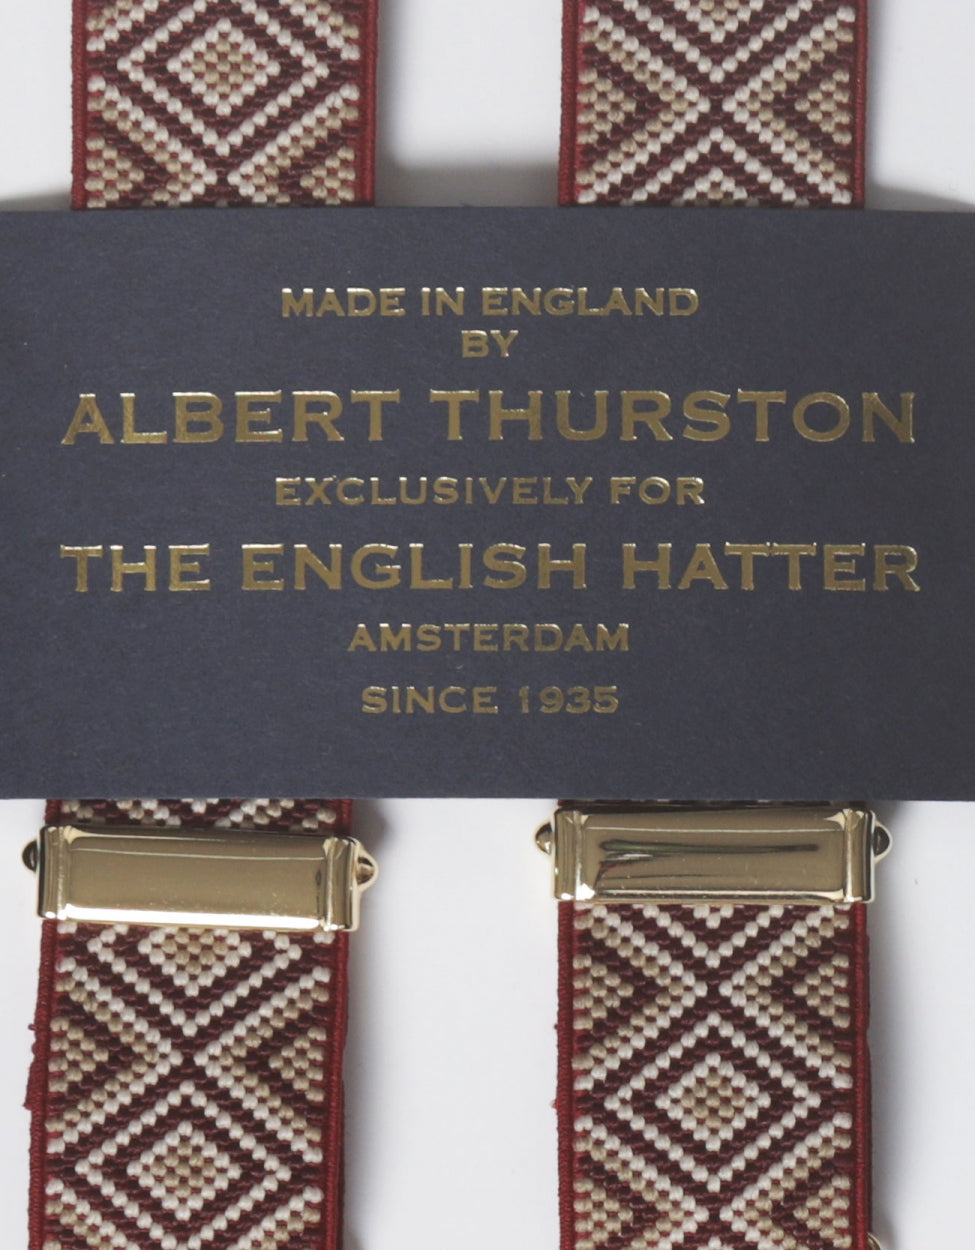 MADE IN ENGLAND
BY
ALBERT THURSTON
EXCLUSIVELY FOR
THE ENGLISH HATTER
AMSTERDAM
SINCE 1935